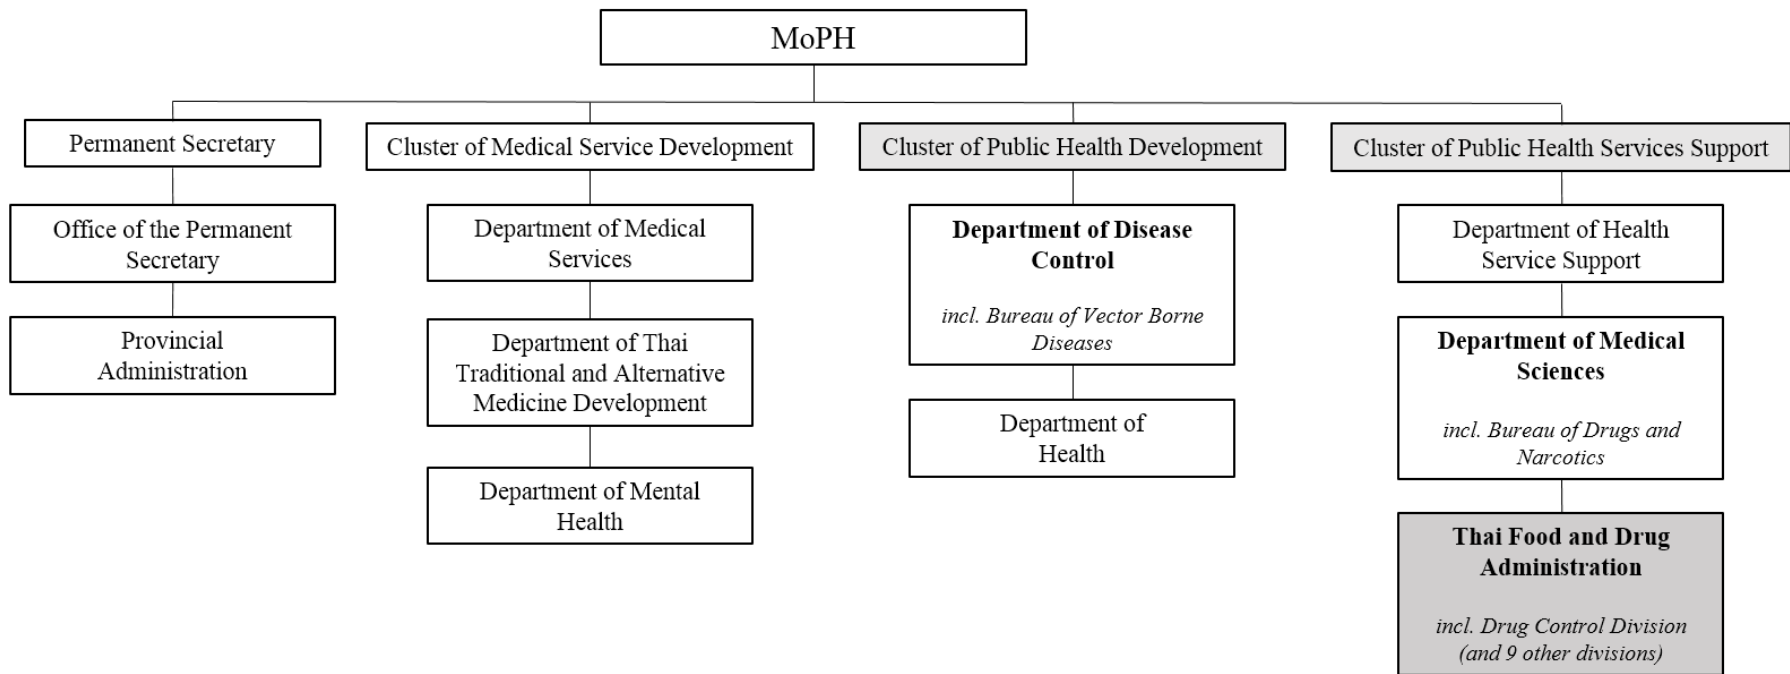 MoPH
Permanent Secretary
Office of the Permanent
Secretary
Provincial
Administration
Cluster of Medical Service Development
Department of Medical
Services
Department of Thai
Traditional and Alternative
Medicine Development
Department of Mental
Health
Cluster of Public Health Development
Department of Disease
Control
incl. Bureau of Vector Borne
Diseases
Department of
Health
Cluster of Public Health Services Support
Department of Health
Service Support
Department of Medical
Sciences
incl. Bureau of Drugs and
Narcotics
Thai Food and Drug
Administration
incl. Drug Control Division
(and 9 other divisions)